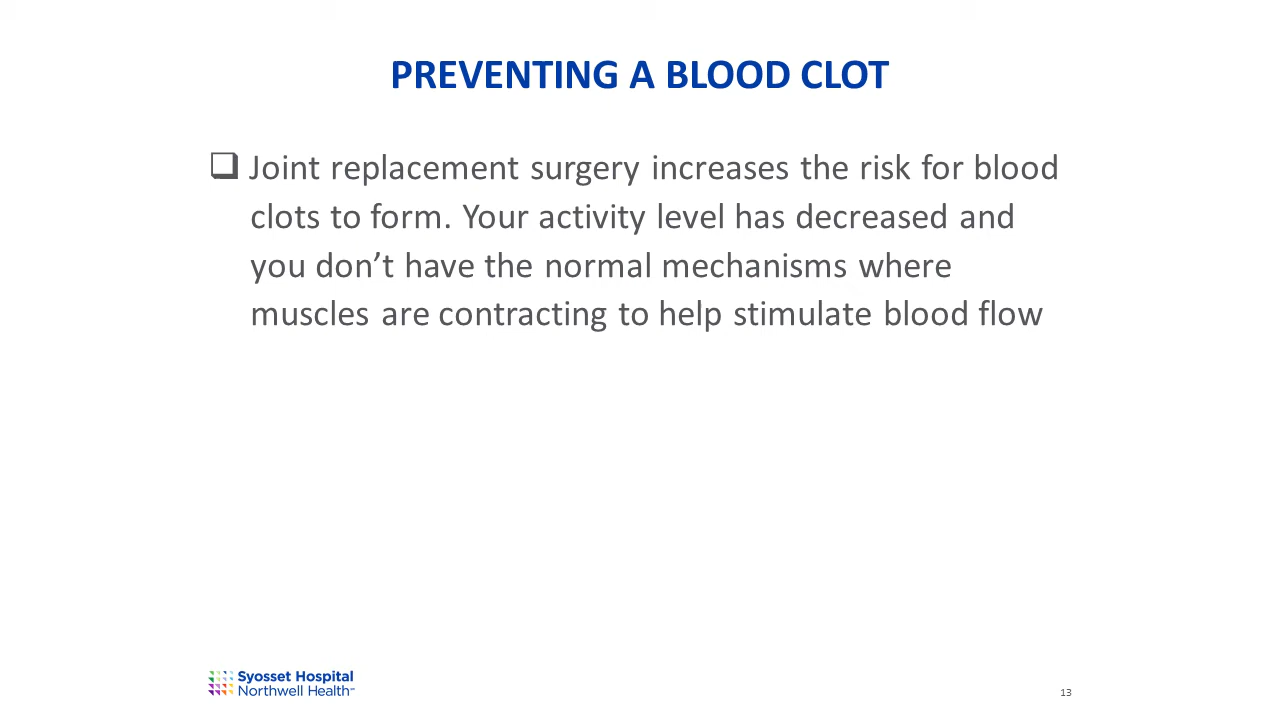 PREVENTING A BLOOD CLOT
❑ Joint replacement surgery increases the risk for blood
clots to form. Your activity level has decreased and
you don’t have the normal mechanisms where
muscles are contracting to help stimulate blood flow
Syosset Hospital
Northwell Health℠
13